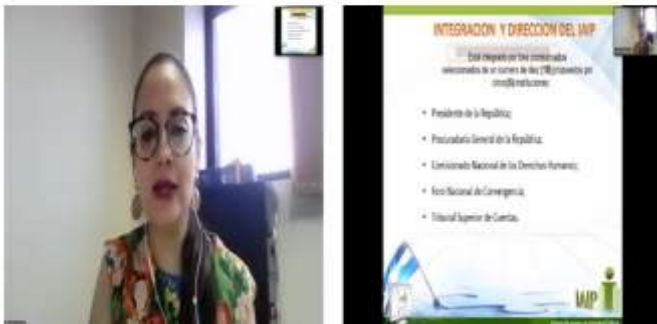 INTEGRACION Y DIRECCION DEL IAIP
Está integrado por tres comisionados
seleccionados de un número de diez (10) propuestos por
cinco(5) instituciones:
• Presidente de la República;
• Procuraduría General de la República;
• Comisionado Nacional de los Derechos Humanos;
• Foro Nacional de Convergencia;
• Tribunal Superior de Cuentas.
IAIP